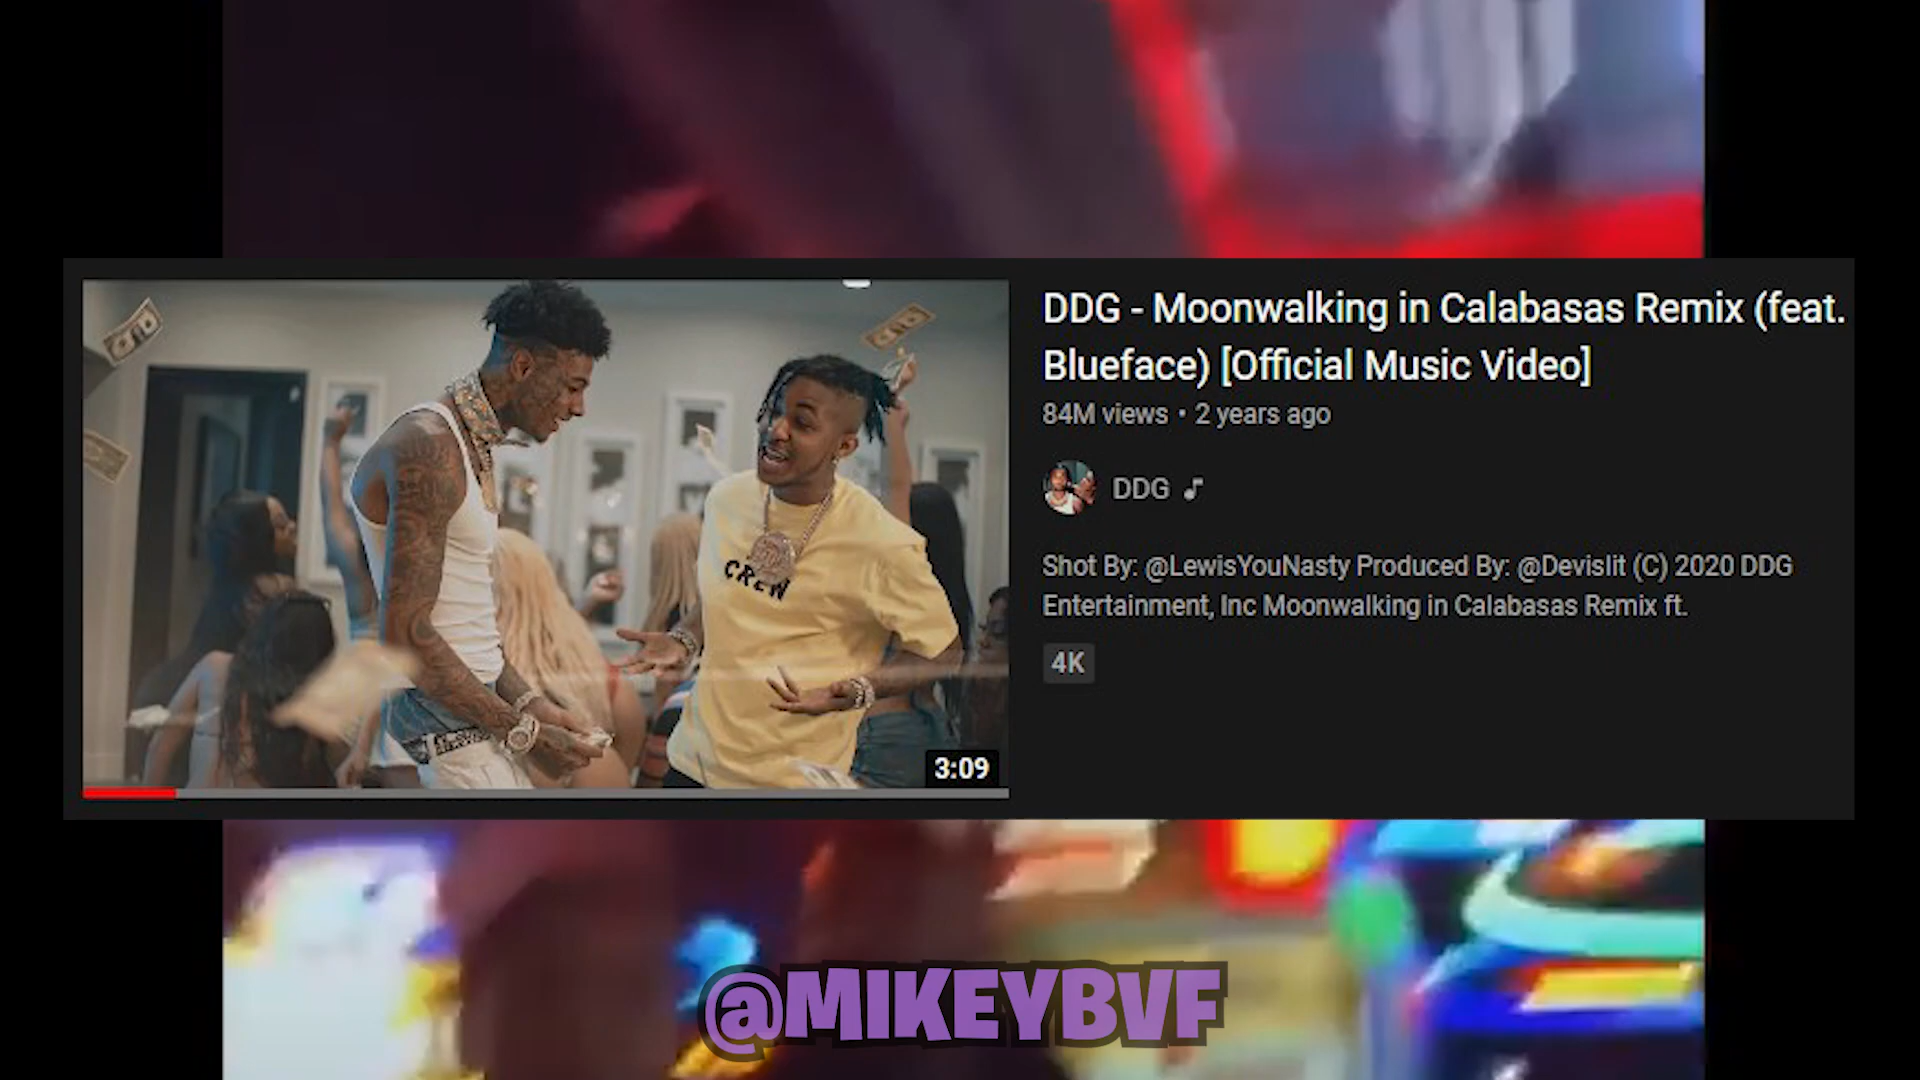 DDG - Moonwalking in Calabasas Remix (feat.
Blueface) [Official Music Video]
84M views • 2 years ago
DDG
Shot By: @LewisYouNasty Produced By: @Devislit (C) 2020 DDG
Entertainment, Inc Moonwalking in Calabasas Remix ft.
4K
CREW
3:09
@MIKEYBVF